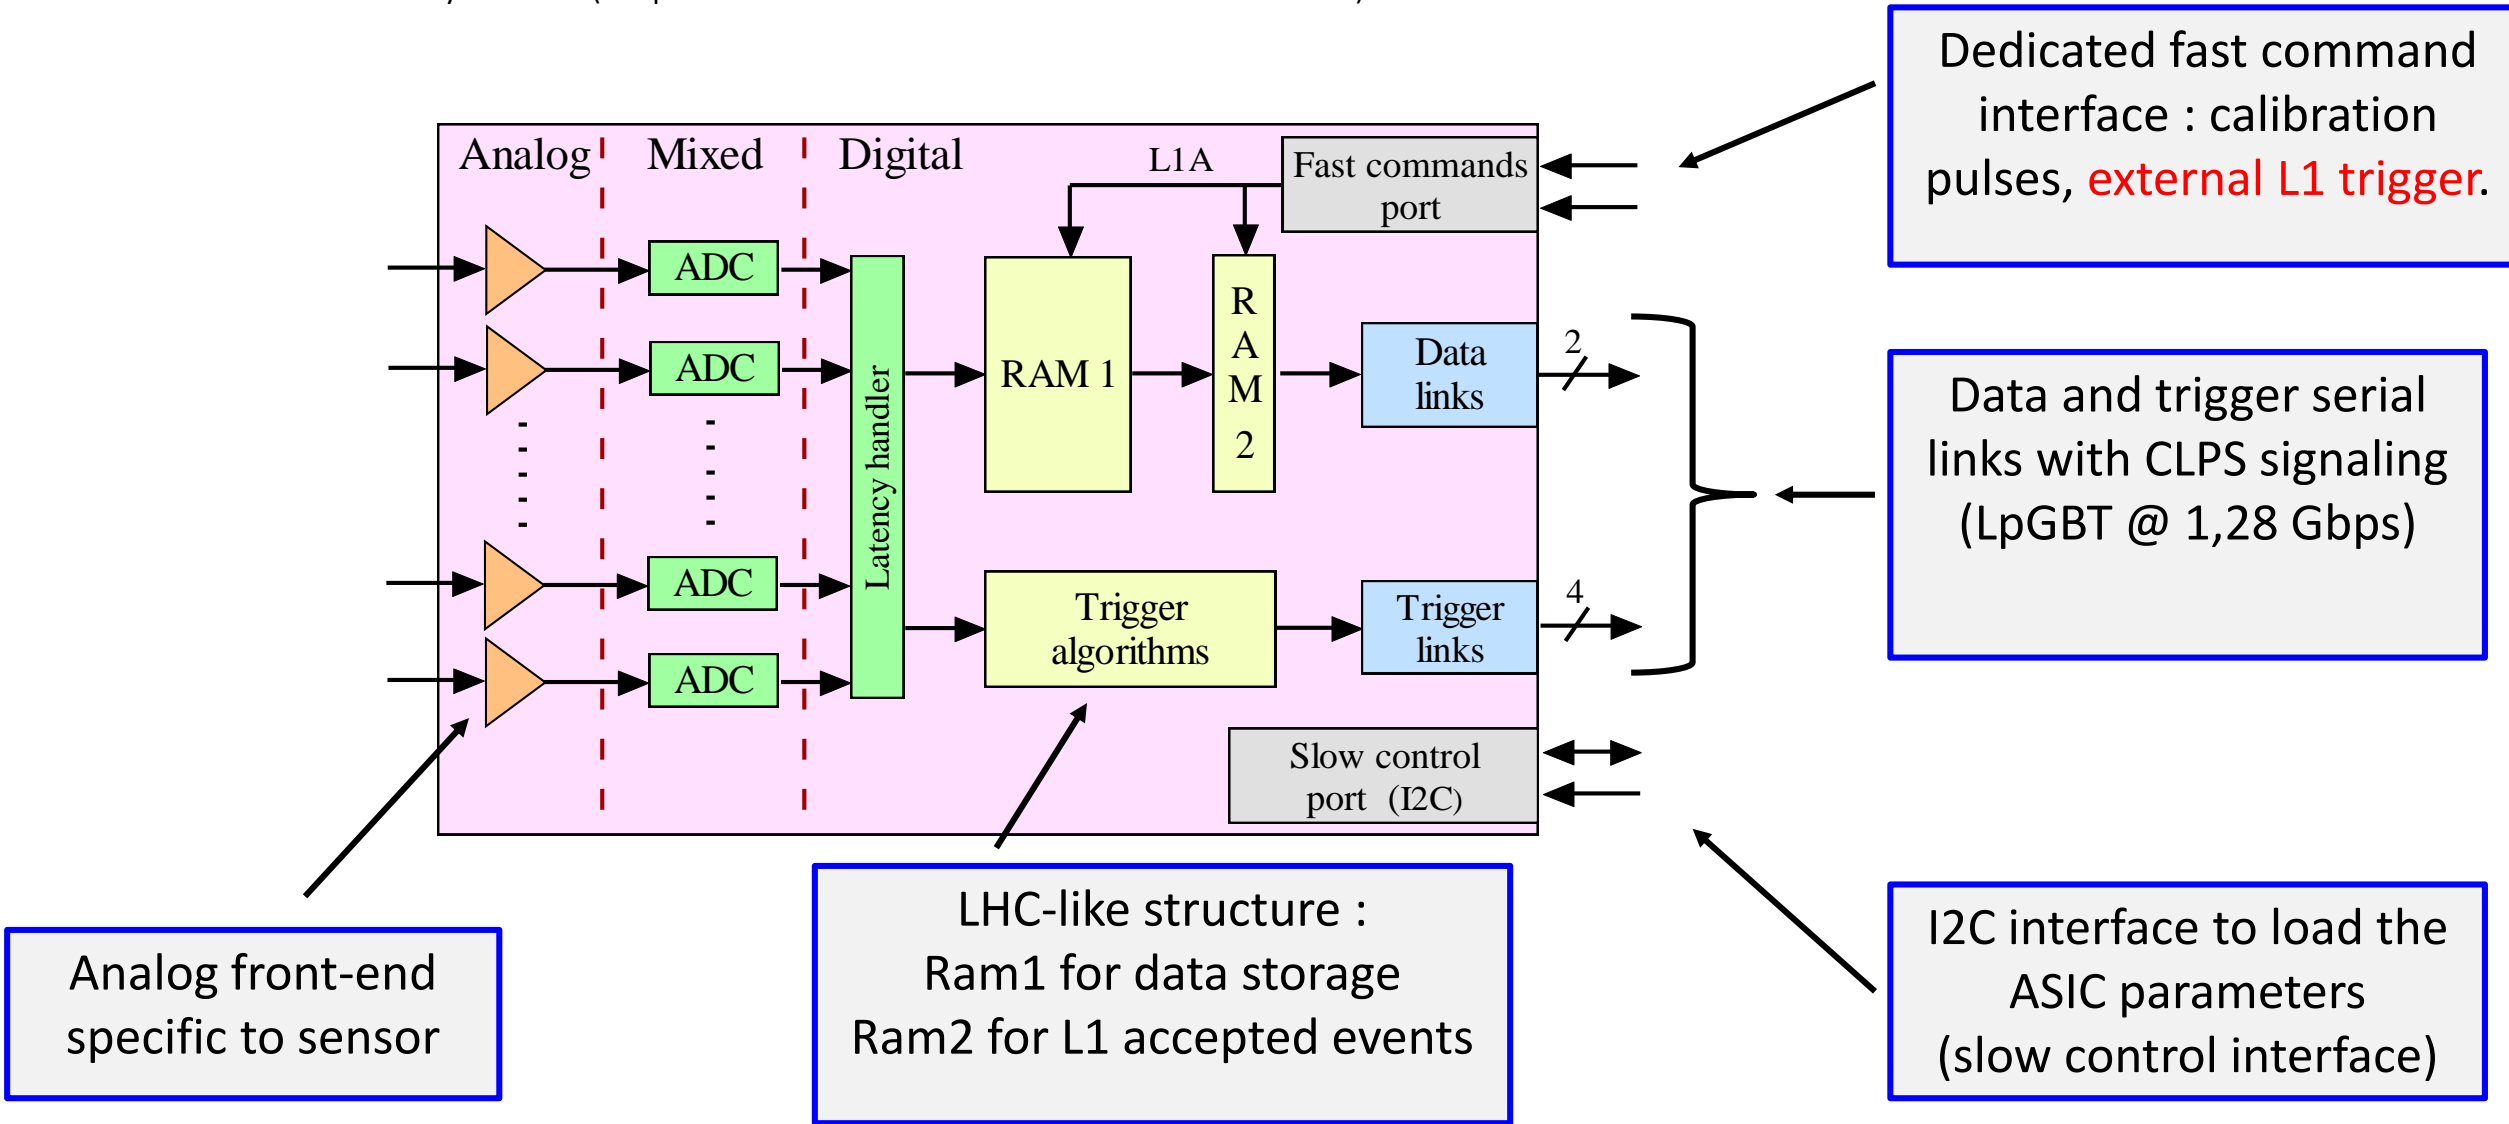 Dedicated fast command
interface : calibration
pulses, external L1 trigger.
Analog
Mixed
Digital
L1A
Fast commands
port
ADC
ADC
ADC
ADC
Latency handler
RAM 1
R
A
M
2
Data
links
2
Trigger
algorithms
Trigger
links
4
Slow control
port (I2C)
Data and trigger serial
links with CLPS signaling
(LpGBT @ 1,28 Gbps)
Analog front-end
specific to sensor
LHC-like structure :
Ram1 for data storage
Ram2 for L1 accepted events
I2C interface to load the
ASIC parameters
(slow control interface)